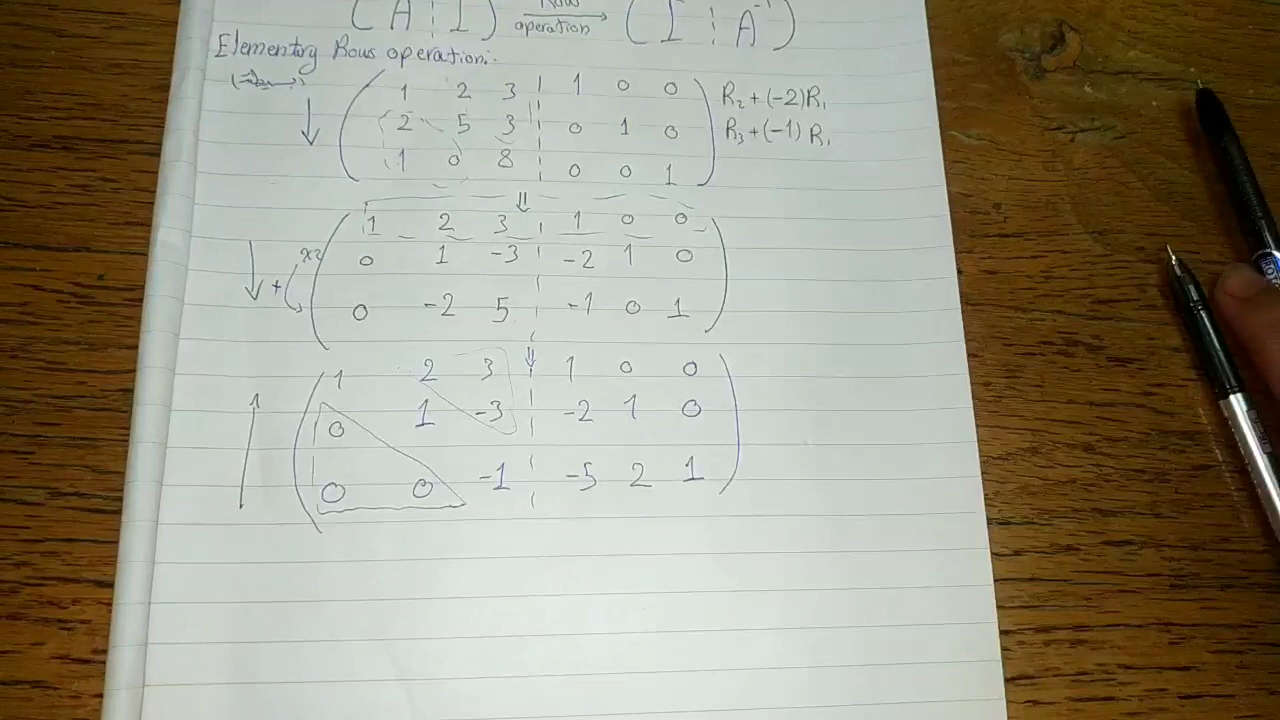 ( A ¦ I ) Row operation → ( I ¦ A⁻¹ )
Elementry Rows operation:
1 2 3 ¦ 1 0 0 R₂+(-2)R₁
2 5 3 ¦ 0 1 0 R₃+(-1)R₁
1 0 8 ¦ 0 0 1
⇓
1 2 3 ¦ 1 0 0
0 1 -3 ¦ -2 1 0
+ ×2
0 -2 5 ¦ -1 0 1
⇓
1 2 3 ¦ 1 0 0
0 1 -3 ¦ -2 1 0
0 0 -1 ¦ -5 2 1